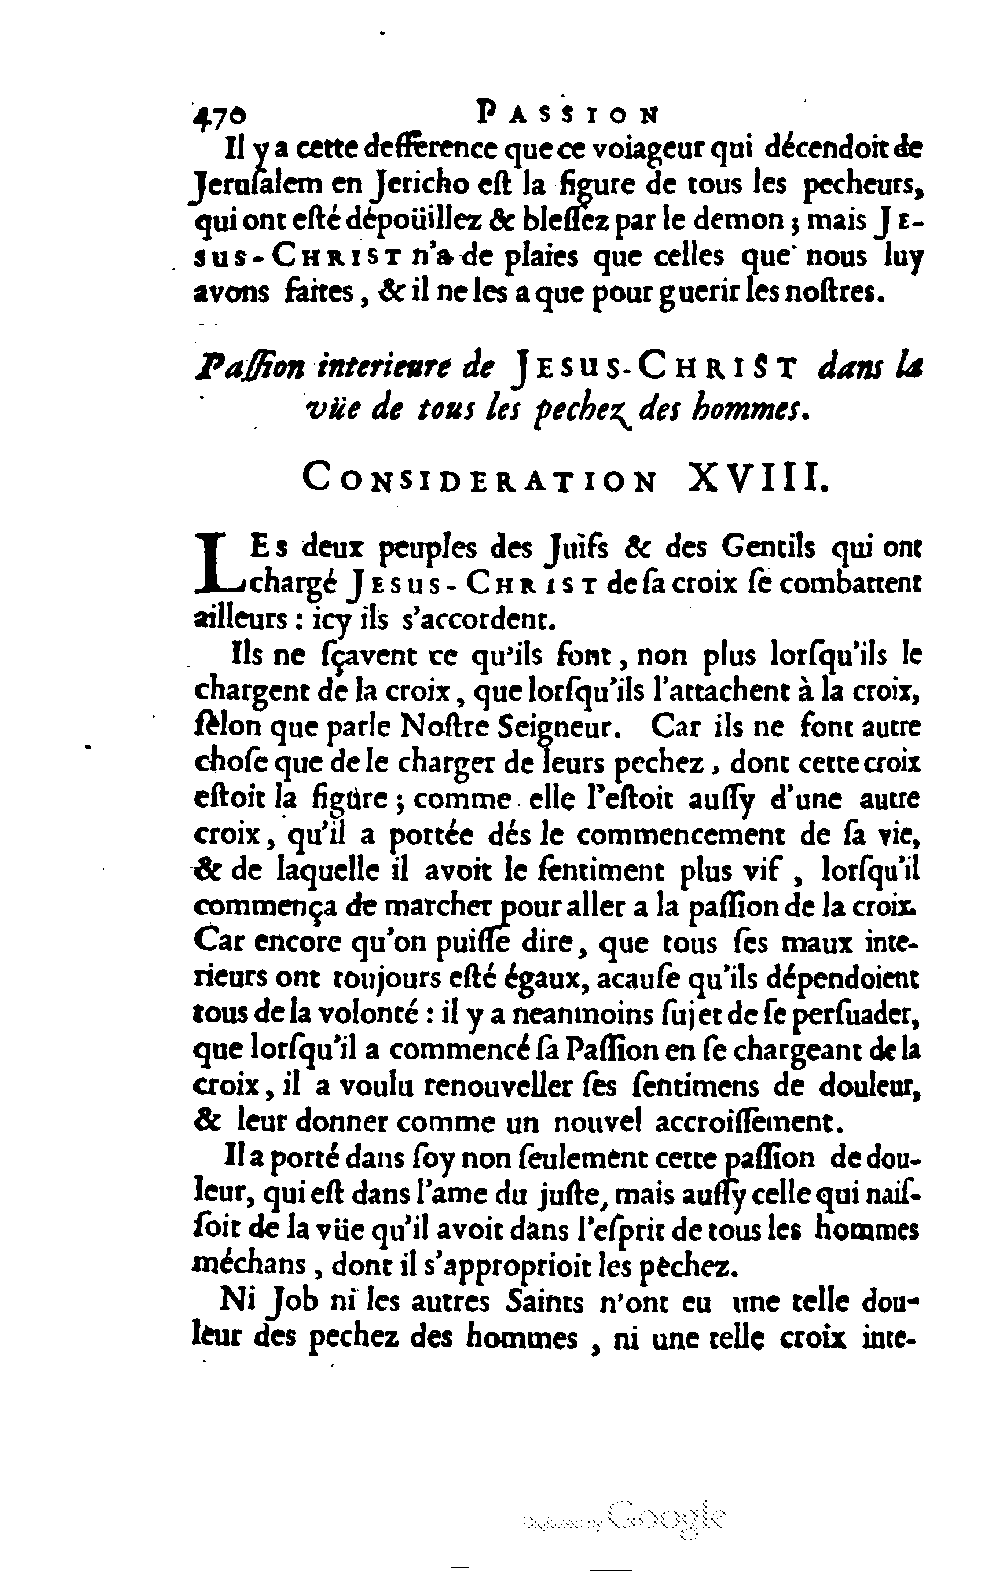 470 PASSION
Il y a cette defference que ce voiageur qui décendoit de
Jeruſalem en Jericho eſt la figure de tous les pecheurs,
qui ont eſté dépoüillez & bleſſez par le demon ; mais JE-
SUS-CHRIST n'a de plaies que celles que nous luy
avons faites, & il ne les a que pour guerir les noſtres.
Paſſion interieure de JESUS-CHRIST dans la
vüe de tous les pechez des hommes.
CONSIDERATION XVIII.
LES deux peuples des Juifs & des Gentils qui ont
chargé JESUS-CHRIST de ſa croix ſe combattent
ailleurs : icy ils s'accordent.
Ils ne ſçavent ce qu'ils font, non plus lorſqu'ils le
chargent de la croix, que lorſqu'ils l'attachent à la croix,
ſelon que parle Noſtre Seigneur. Car ils ne font autre
choſe que de le charger de leurs pechez, dont cette croix
eſtoit la figure ; comme elle l'eſtoit auſſy d'une autre
croix, qu'il a portée dés le commencement de ſa vie,
& de laquelle il avoit le ſentiment plus vif, lorſqu'il
commença de marcher pour aller a la paſſion de la croix.
Car encore qu'on puiſſe dire, que tous ſes maux inte-
rieurs ont toujours eſté égaux, acauſe qu'ils dépendoient
tous de la volonté : il y a neanmoins ſujet de ſe perſuader,
que lorſqu'il a commencé ſa Paſſion en ſe chargeant de la
croix, il a voulu renouveller ſes ſentimens de douleur,
& leur donner comme un nouvel accroiſſement.
Il a porté dans ſoy non ſeulement cette paſſion de dou-
leur, qui eſt dans l'ame du juſte, mais auſſy celle qui naiſ-
ſoit de la vüe qu'il avoit dans l'eſprit de tous les hommes
méchans, dont il s'approprioit les pechez.
Ni Job ni les autres Saints n'ont eu une telle dou-
leur des pechez des hommes, ni une telle croix inte-
Digitized by Google